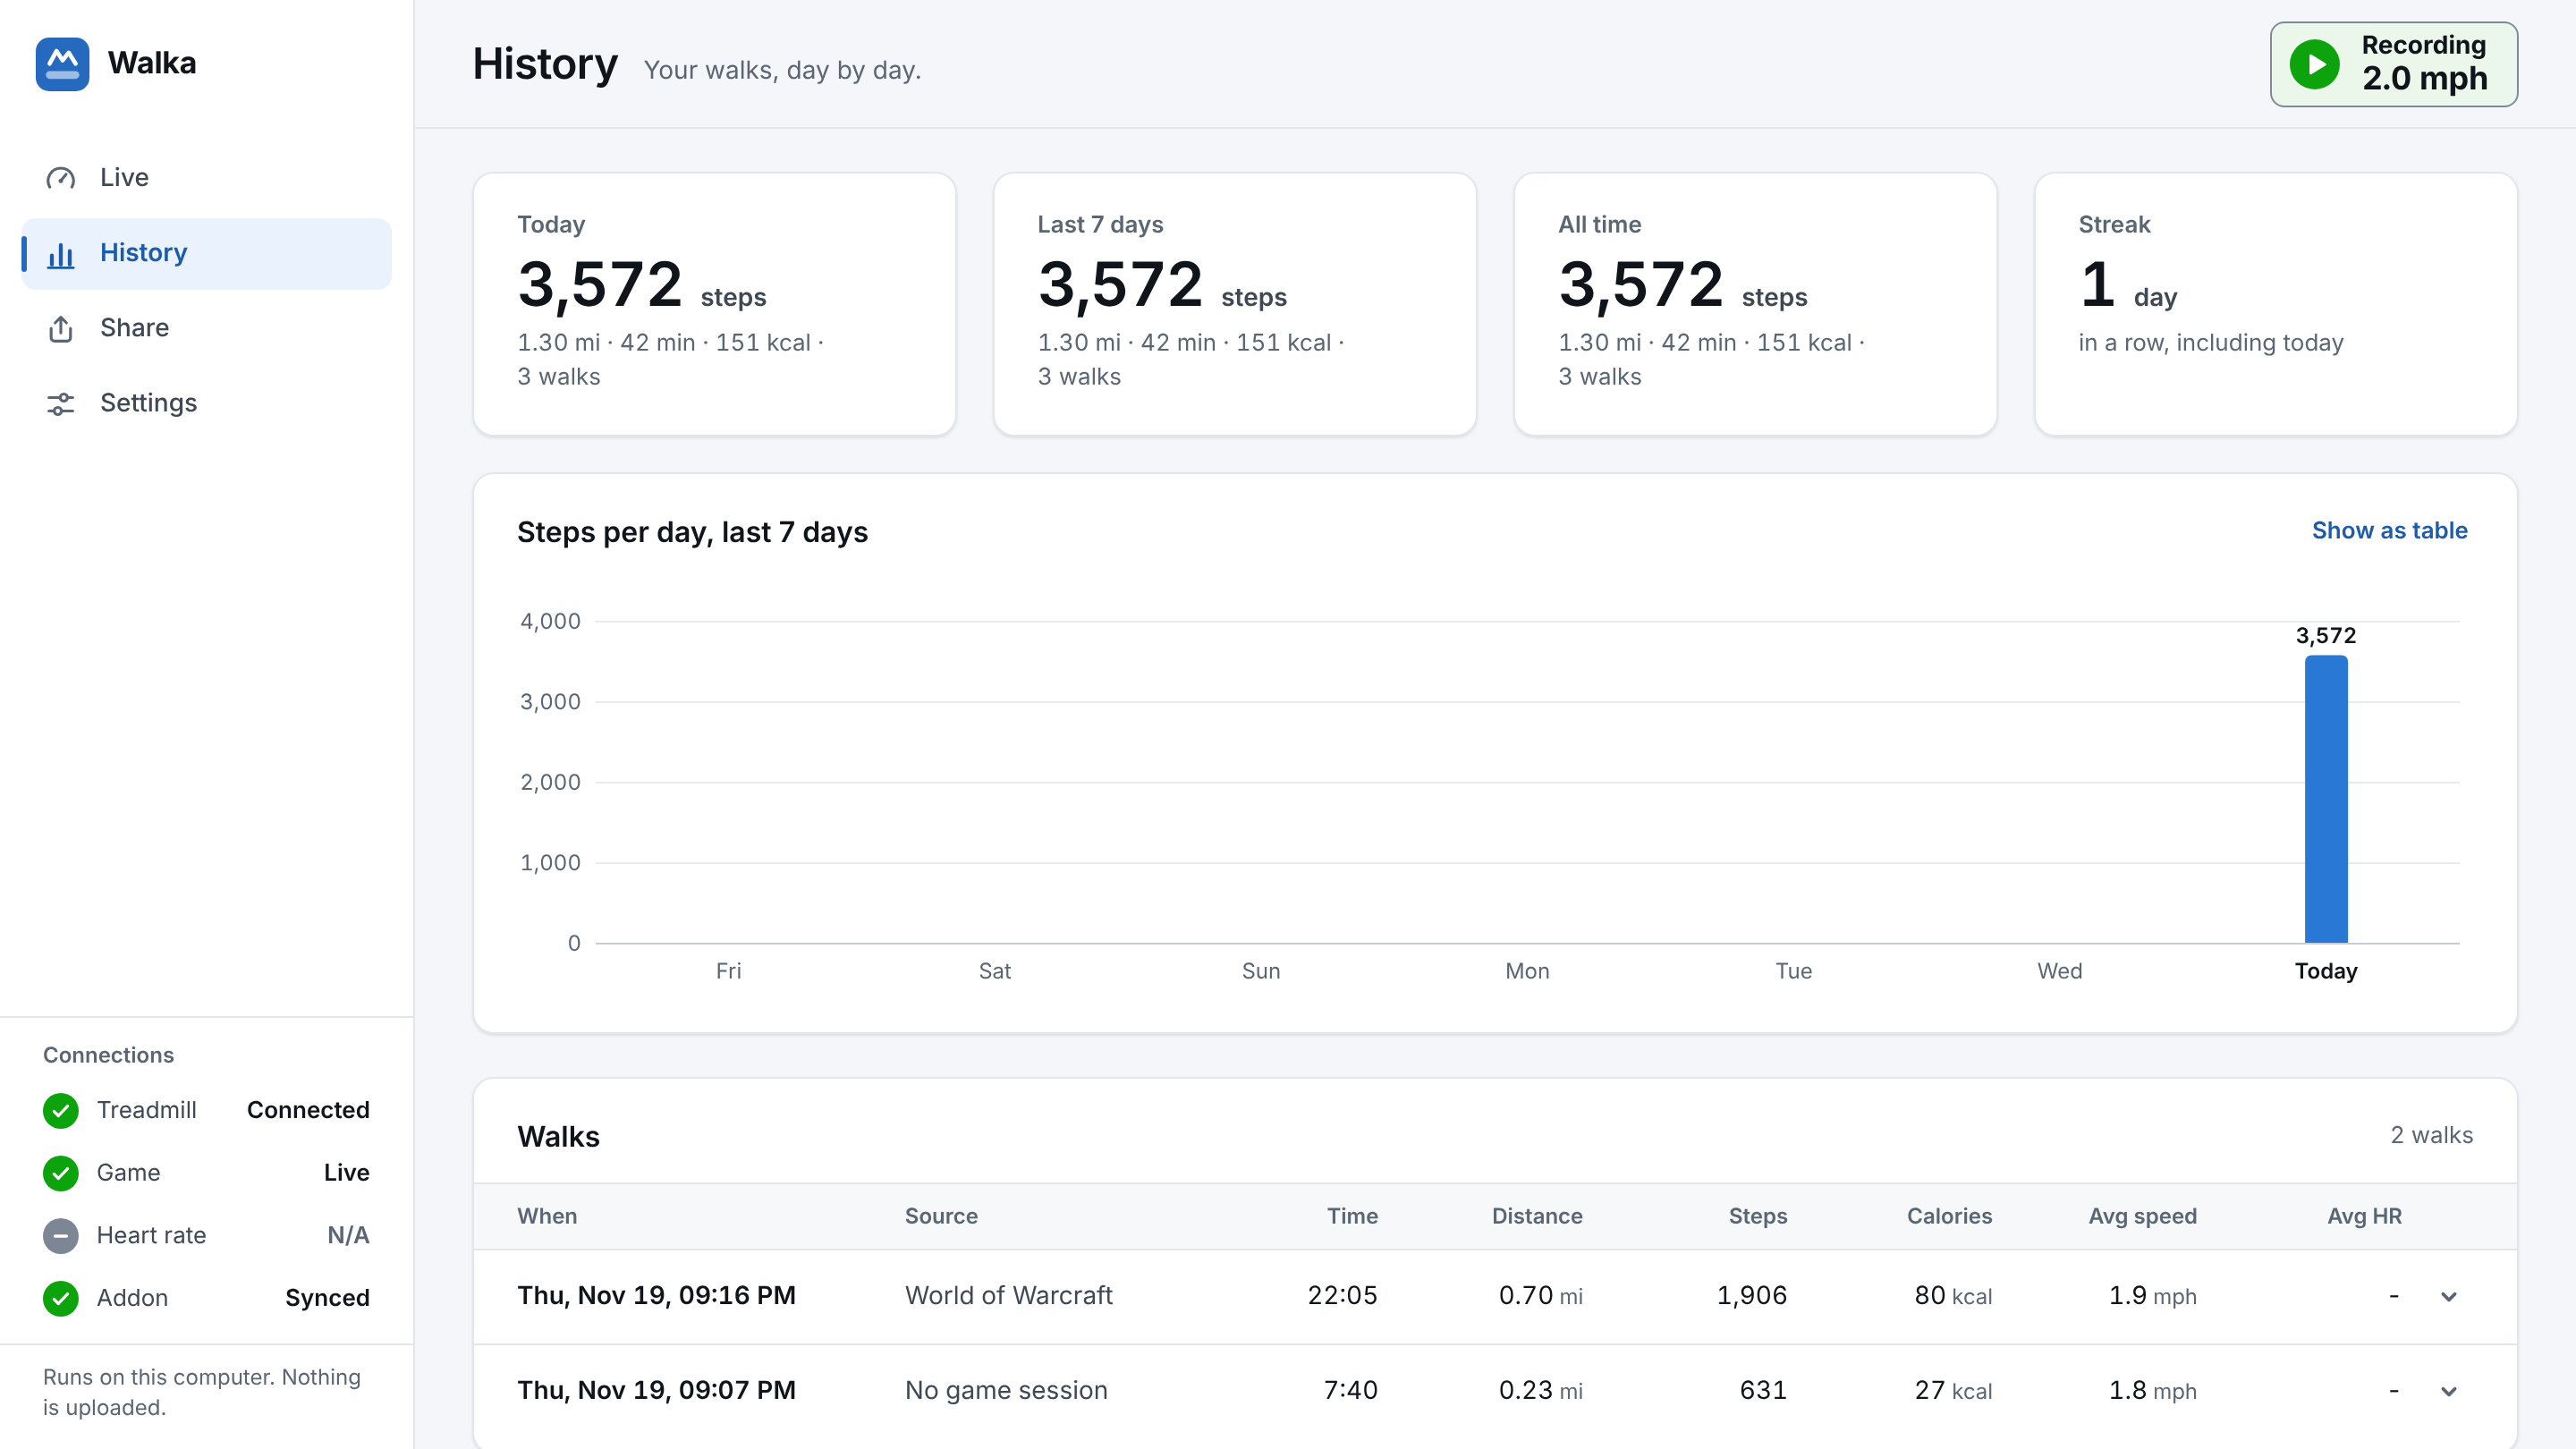 Walka
Live
History
Share
Settings
Connections
Treadmill Connected
Game Live
Heart rate N/A
Addon Synced
Runs on this computer. Nothing
is uploaded.
History Your walks, day by day.
Recording
2.0 mph
Today
3,572 steps
1.30 mi · 42 min · 151 kcal ·
3 walks
Last 7 days
3,572 steps
1.30 mi · 42 min · 151 kcal ·
3 walks
All time
3,572 steps
1.30 mi · 42 min · 151 kcal ·
3 walks
Streak
1 day
in a row, including today
Steps per day, last 7 days Show as table
4,000
3,572
3,000
2,000
1,000
0
Fri Sat Sun Mon Tue Wed Today
Walks 2 walks
When Source Time Distance Steps Calories Avg speed Avg HR
Thu, Nov 19, 09:16 PM World of Warcraft 22:05 0.70 mi 1,906 80 kcal 1.9 mph -
Thu, Nov 19, 09:07 PM No game session 7:40 0.23 mi 631 27 kcal 1.8 mph -